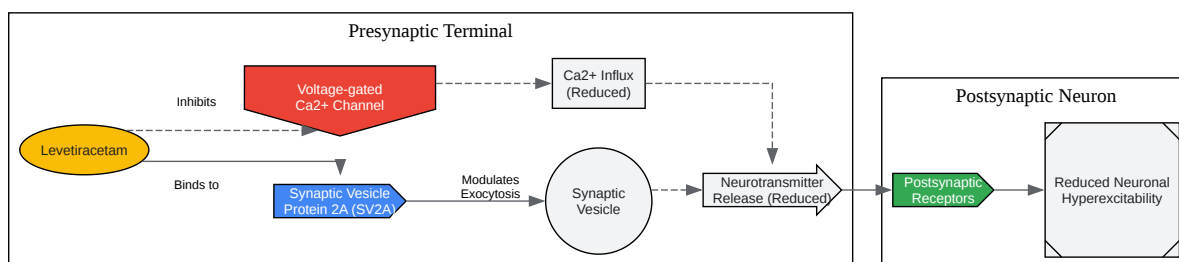 Presynaptic Terminal
Inhibits
Voltage-gated
Ca2+ Channel
Ca2+ Influx
(Reduced)
Levetiracetam
Binds to
Synaptic Vesicle
Protein 2A (SV2A)
Modulates
Exocytosis
Synaptic
Vesicle
Neurotransmitter
Release (Reduced)
Postsynaptic Neuron
Postsynaptic
Receptors
Reduced Neuronal
Hyperexcitability